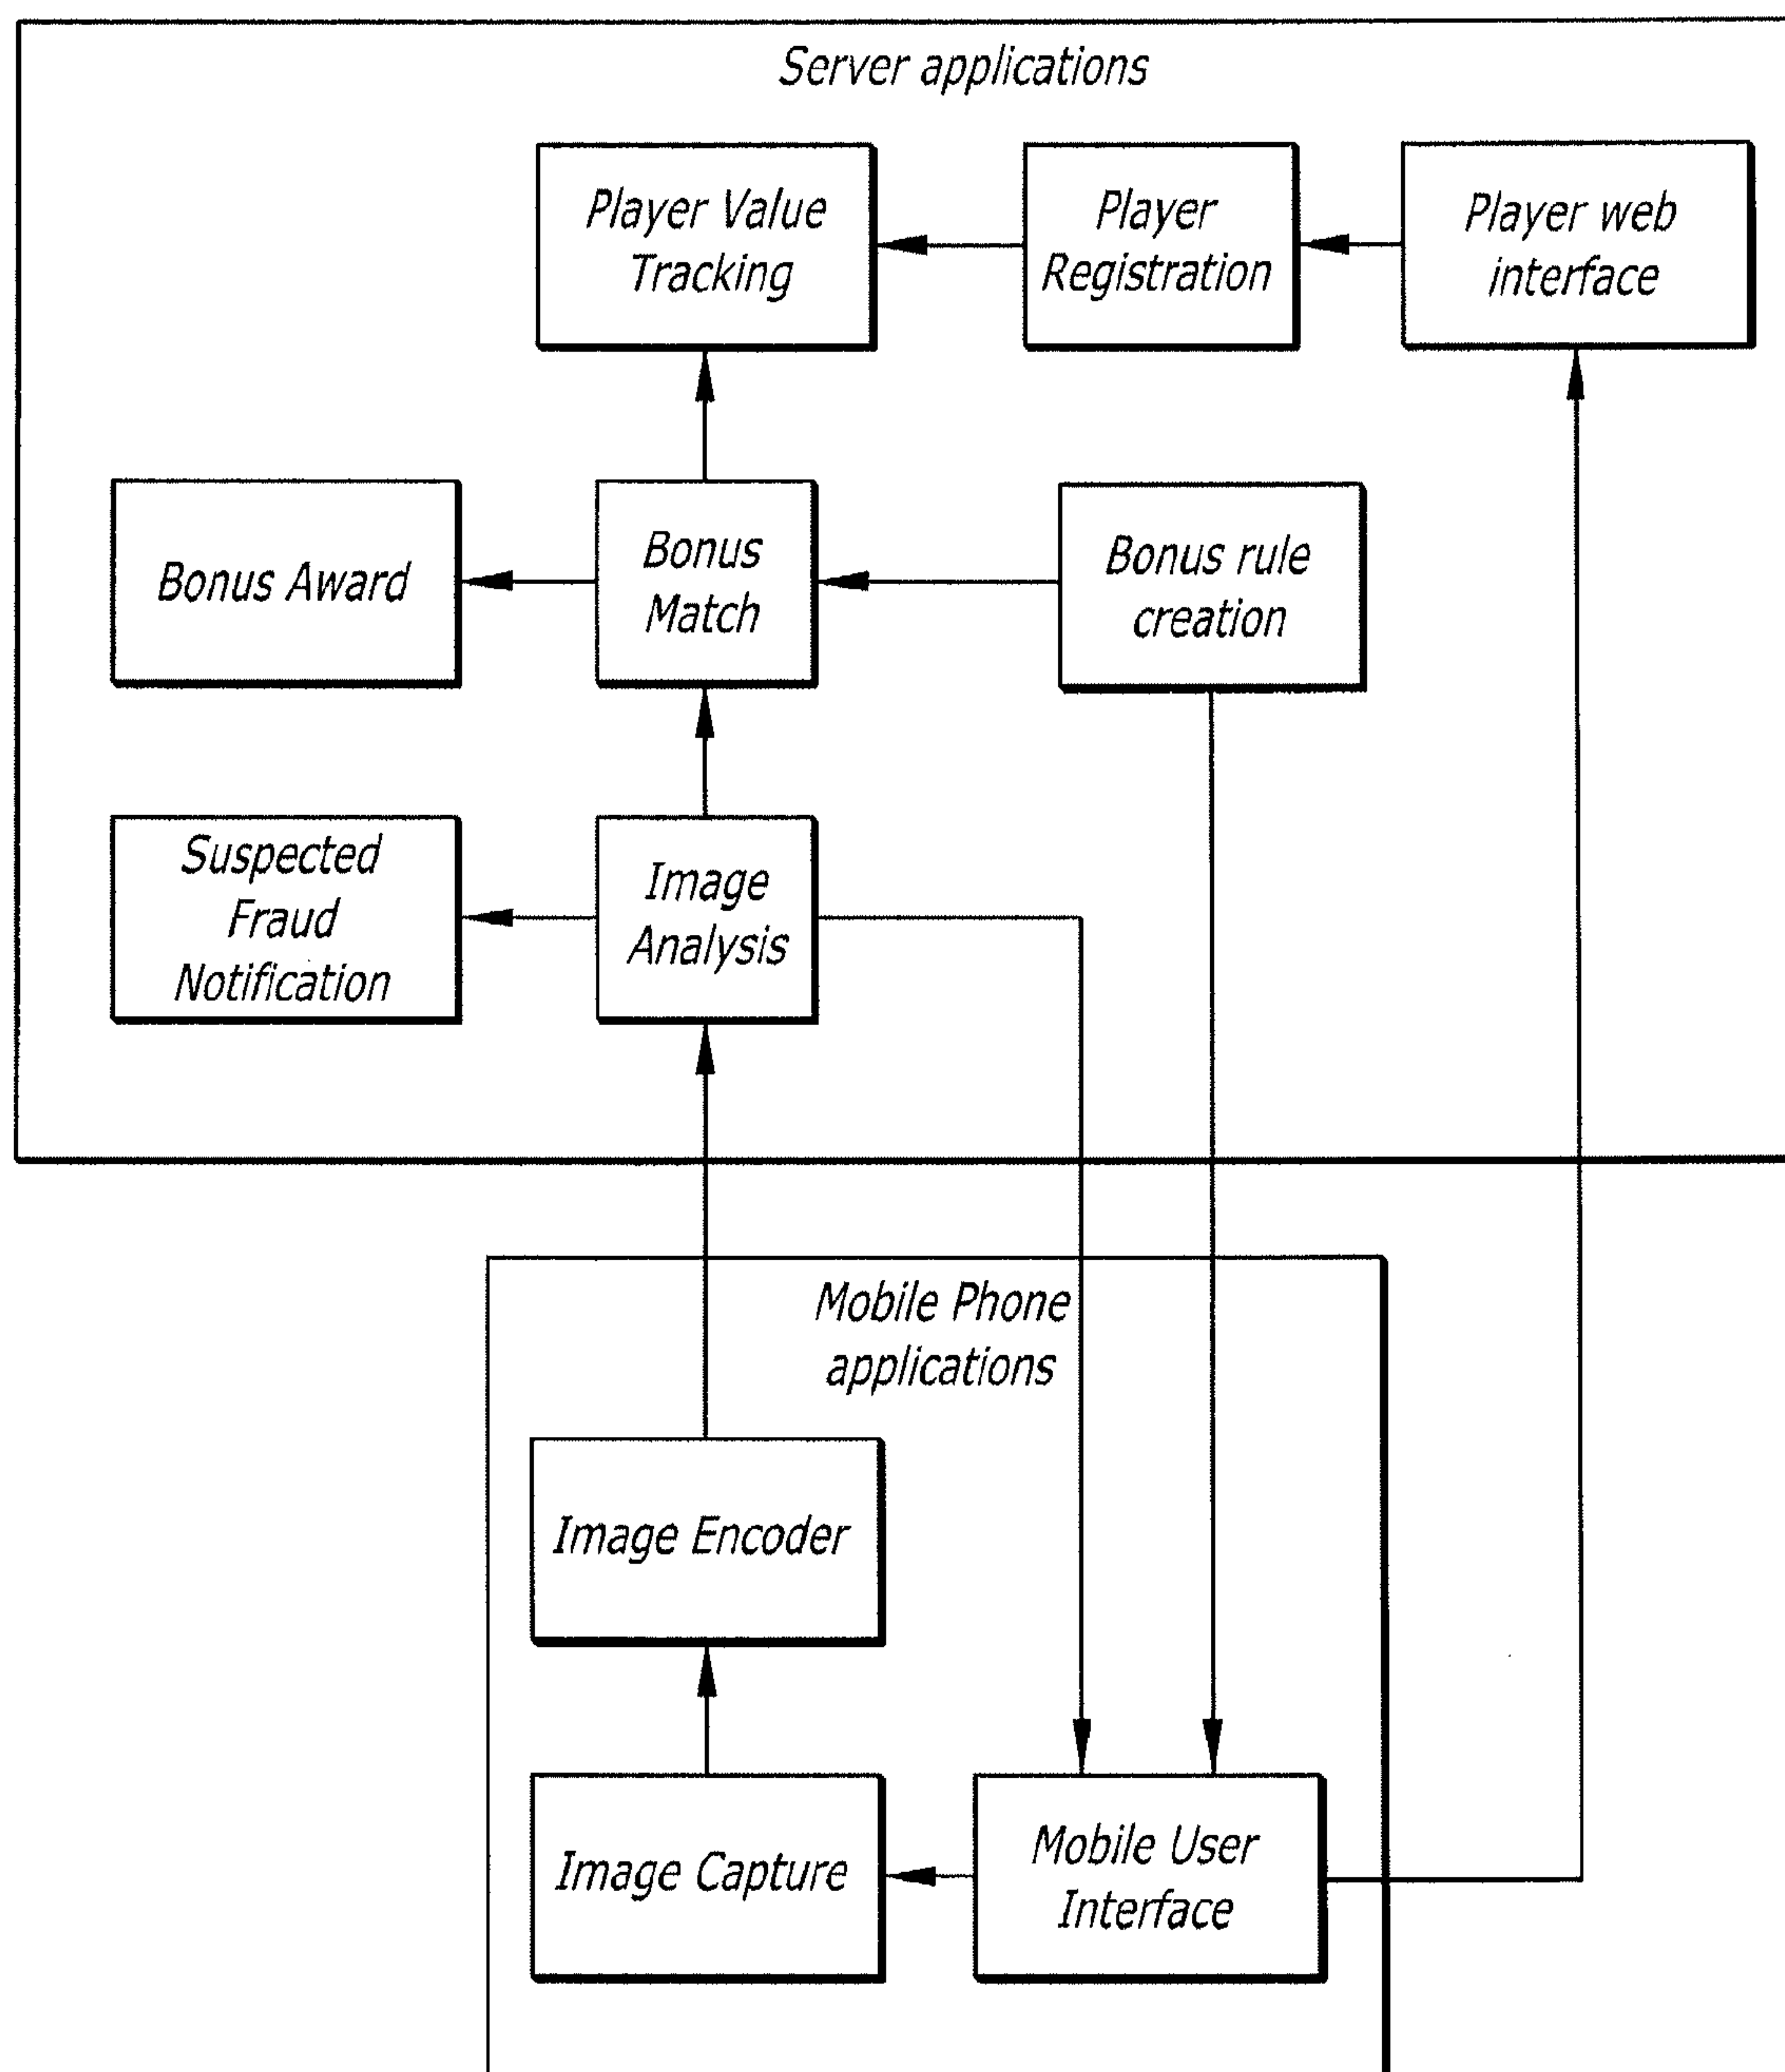 Server applications
Player Value
Tracking
Player
Registration
Player web
interface
Bonus Award
Bonus
Match
Bonus rule
creation
Suspected
Fraud
Notification
Image
Analysis
Mobile Phone
applications
Image Encoder
Image Capture
Mobile User
Interface